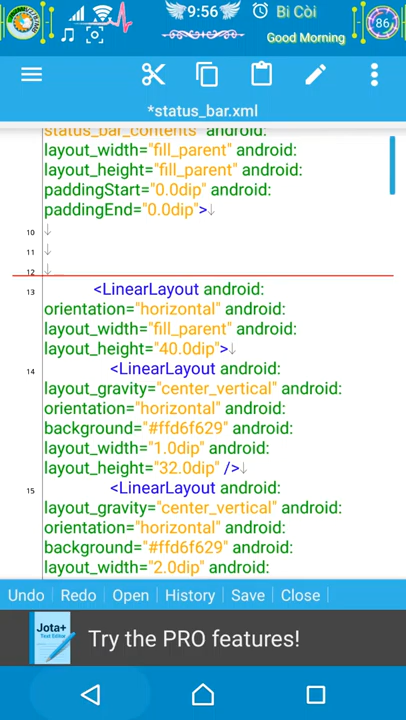 9:56
Bi Còi
Good Morning
86
*status_bar.xml
status_bar_contents" android:
layout_width="fill_parent" android:
layout_height="fill_parent" android:
paddingStart="0.0dip" android:
paddingEnd="0.0dip">↓
10 ↓
11 ↓
12 ↓
13 <LinearLayout android:
orientation="horizontal" android:
layout_width="fill_parent" android:
layout_height="40.0dip">↓
14 <LinearLayout android:
layout_gravity="center_vertical" android:
orientation="horizontal" android:
background="#ffd6f629" android:
layout_width="1.0dip" android:
layout_height="32.0dip" />↓
15 <LinearLayout android:
layout_gravity="center_vertical" android:
orientation="horizontal" android:
background="#ffd6f629" android:
layout_width="2.0dip" android:
Undo Redo Open History Save Close
Jota+
Text Editor
Try the PRO features!